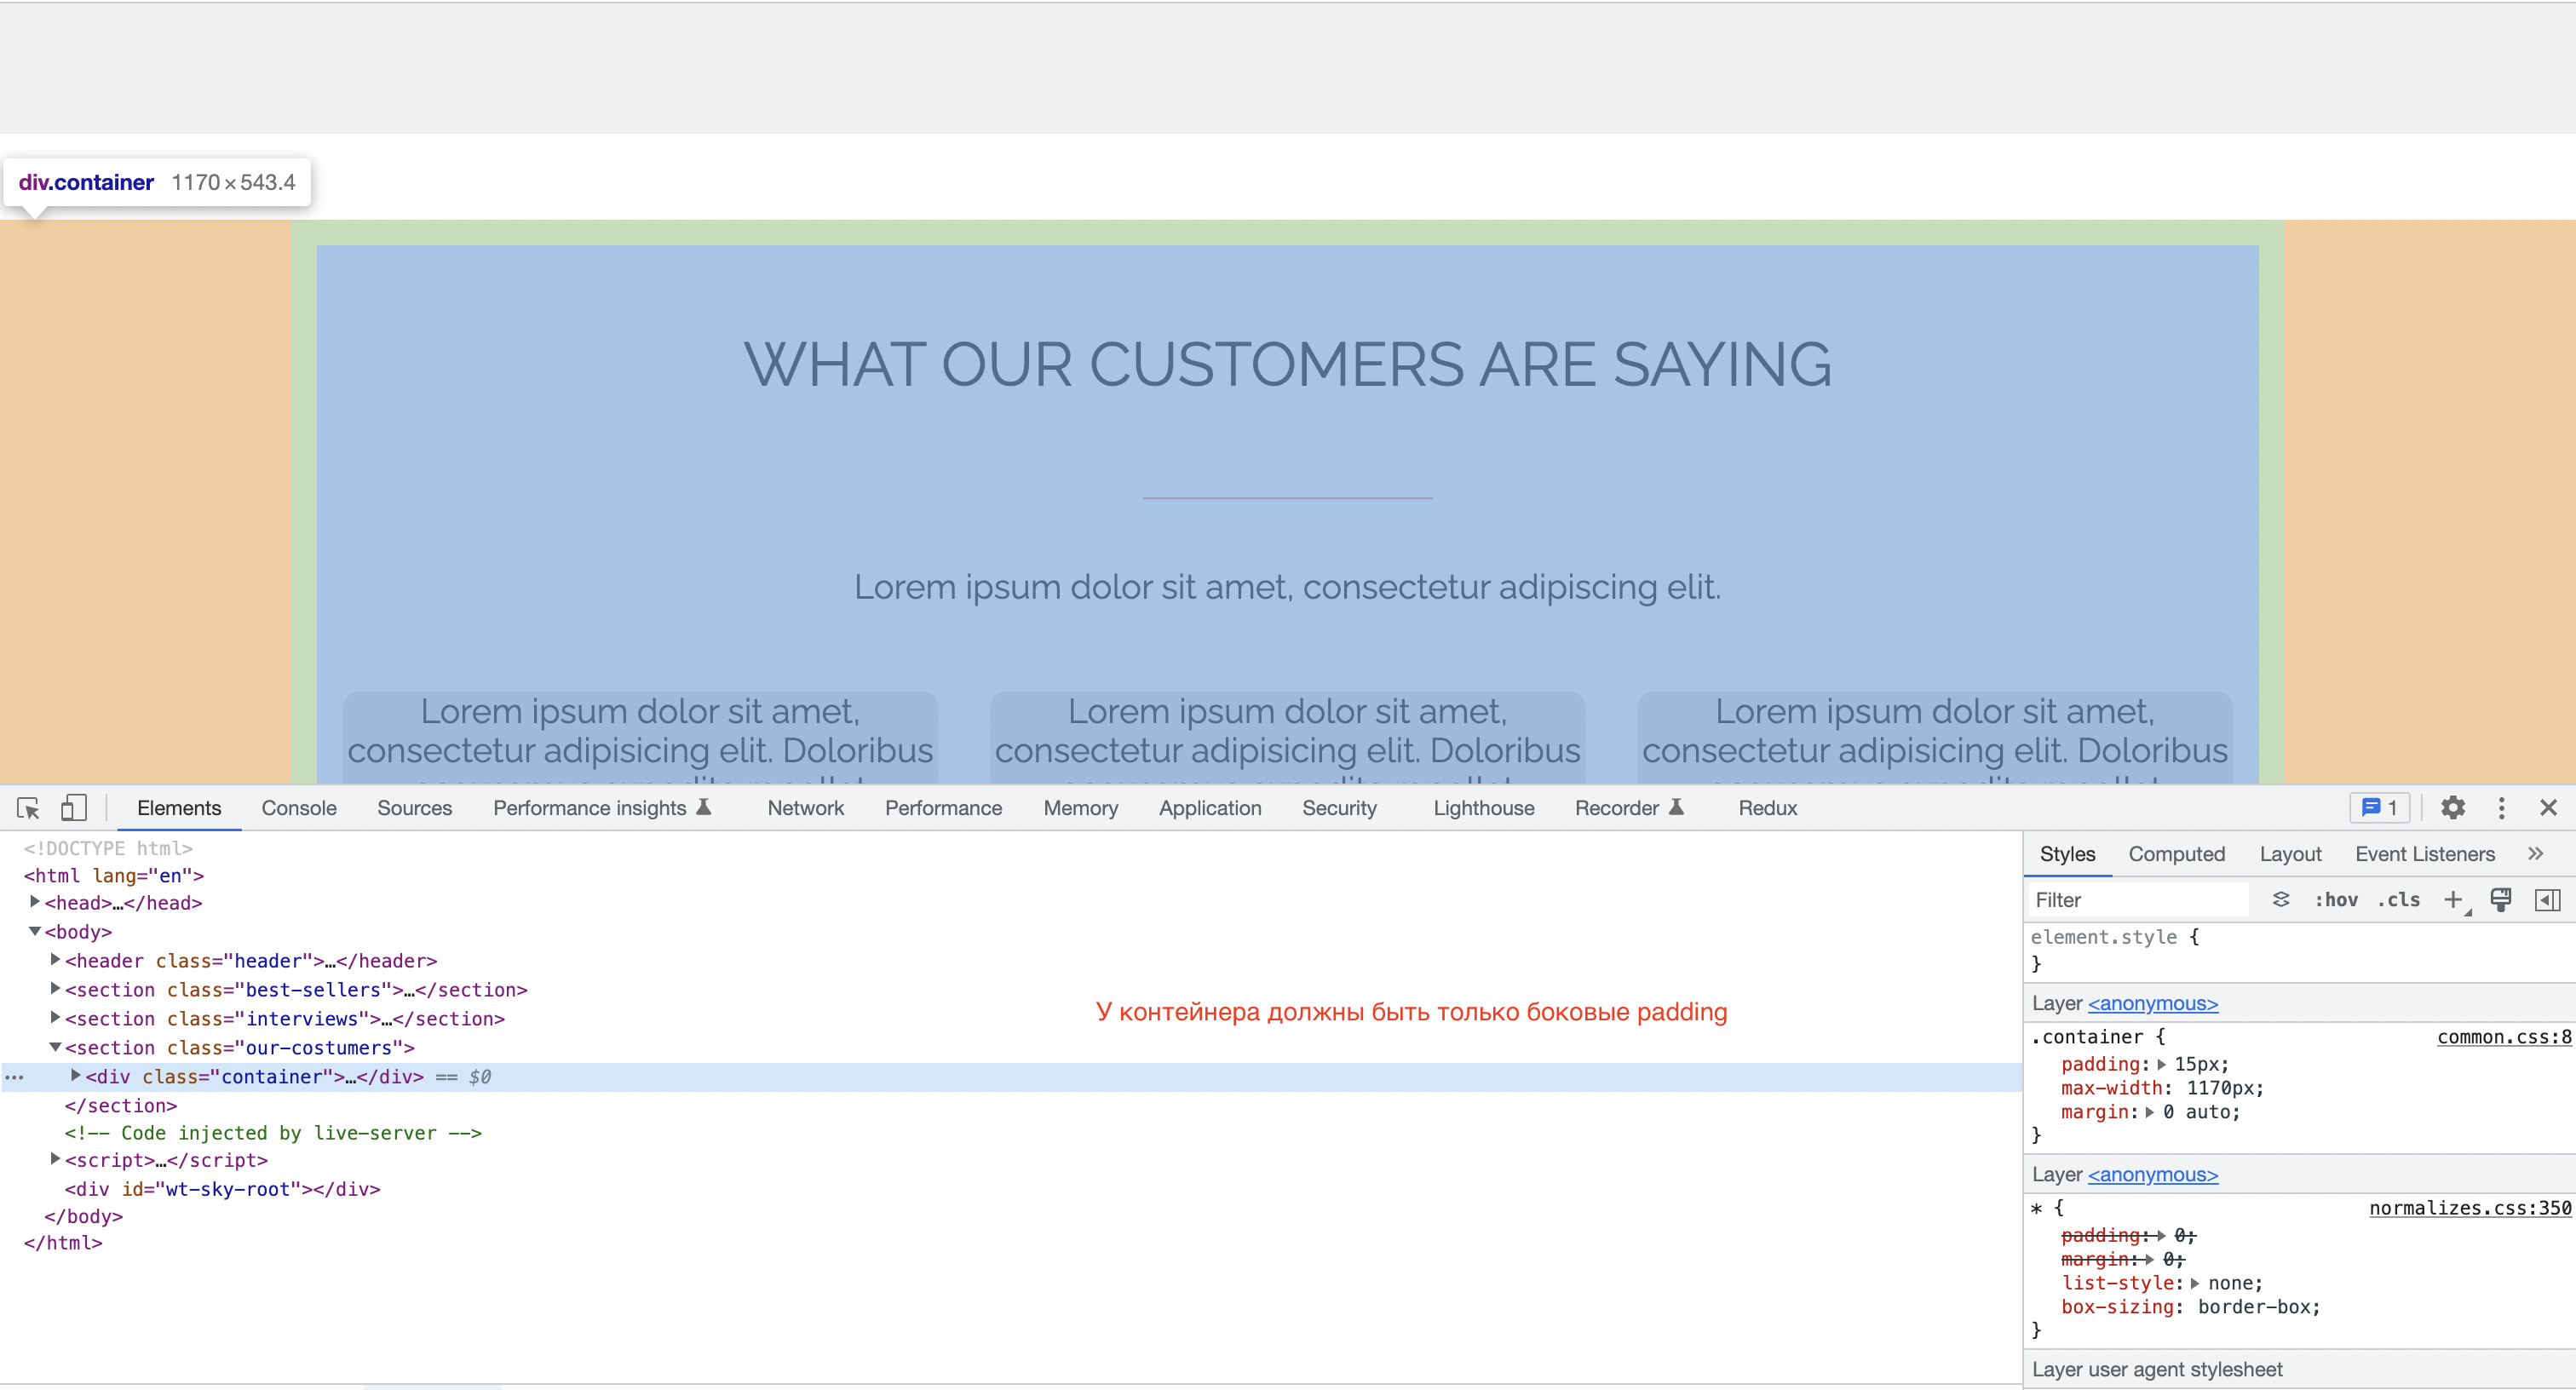 div.container 1170 × 543.4
WHAT OUR CUSTOMERS ARE SAYING
Lorem ipsum dolor sit amet, consectetur adipiscing elit.
Lorem ipsum dolor sit amet,
consectetur adipisicing elit. Doloribus
Lorem ipsum dolor sit amet,
consectetur adipisicing elit. Doloribus
Lorem ipsum dolor sit amet,
consectetur adipisicing elit. Doloribus
Elements Console Sources Performance insights Network Performance Memory Application Security Lighthouse Recorder Redux 1
<!DOCTYPE html>
<html lang="en">
<head>…</head>
<body>
<header class="header">…</header>
<section class="best-sellers">…</section>
<section class="interviews">…</section>
<section class="our-costumers">
<div class="container">…</div> == $0
</section>
<!-- Code injected by live-server -->
<script>…</script>
<div id="wt-sky-root"></div>
</body>
</html>
У контейнера должны быть только боковые padding
Styles Computed Layout Event Listeners »
Filter :hov .cls +
element.style {
}
Layer <anonymous>
.container { common.css:8
padding: 15px;
max-width: 1170px;
margin: 0 auto;
}
Layer <anonymous>
* { normalizes.css:350
padding: 0;
margin: 0;
list-style: none;
box-sizing: border-box;
}
Layer user agent stylesheet